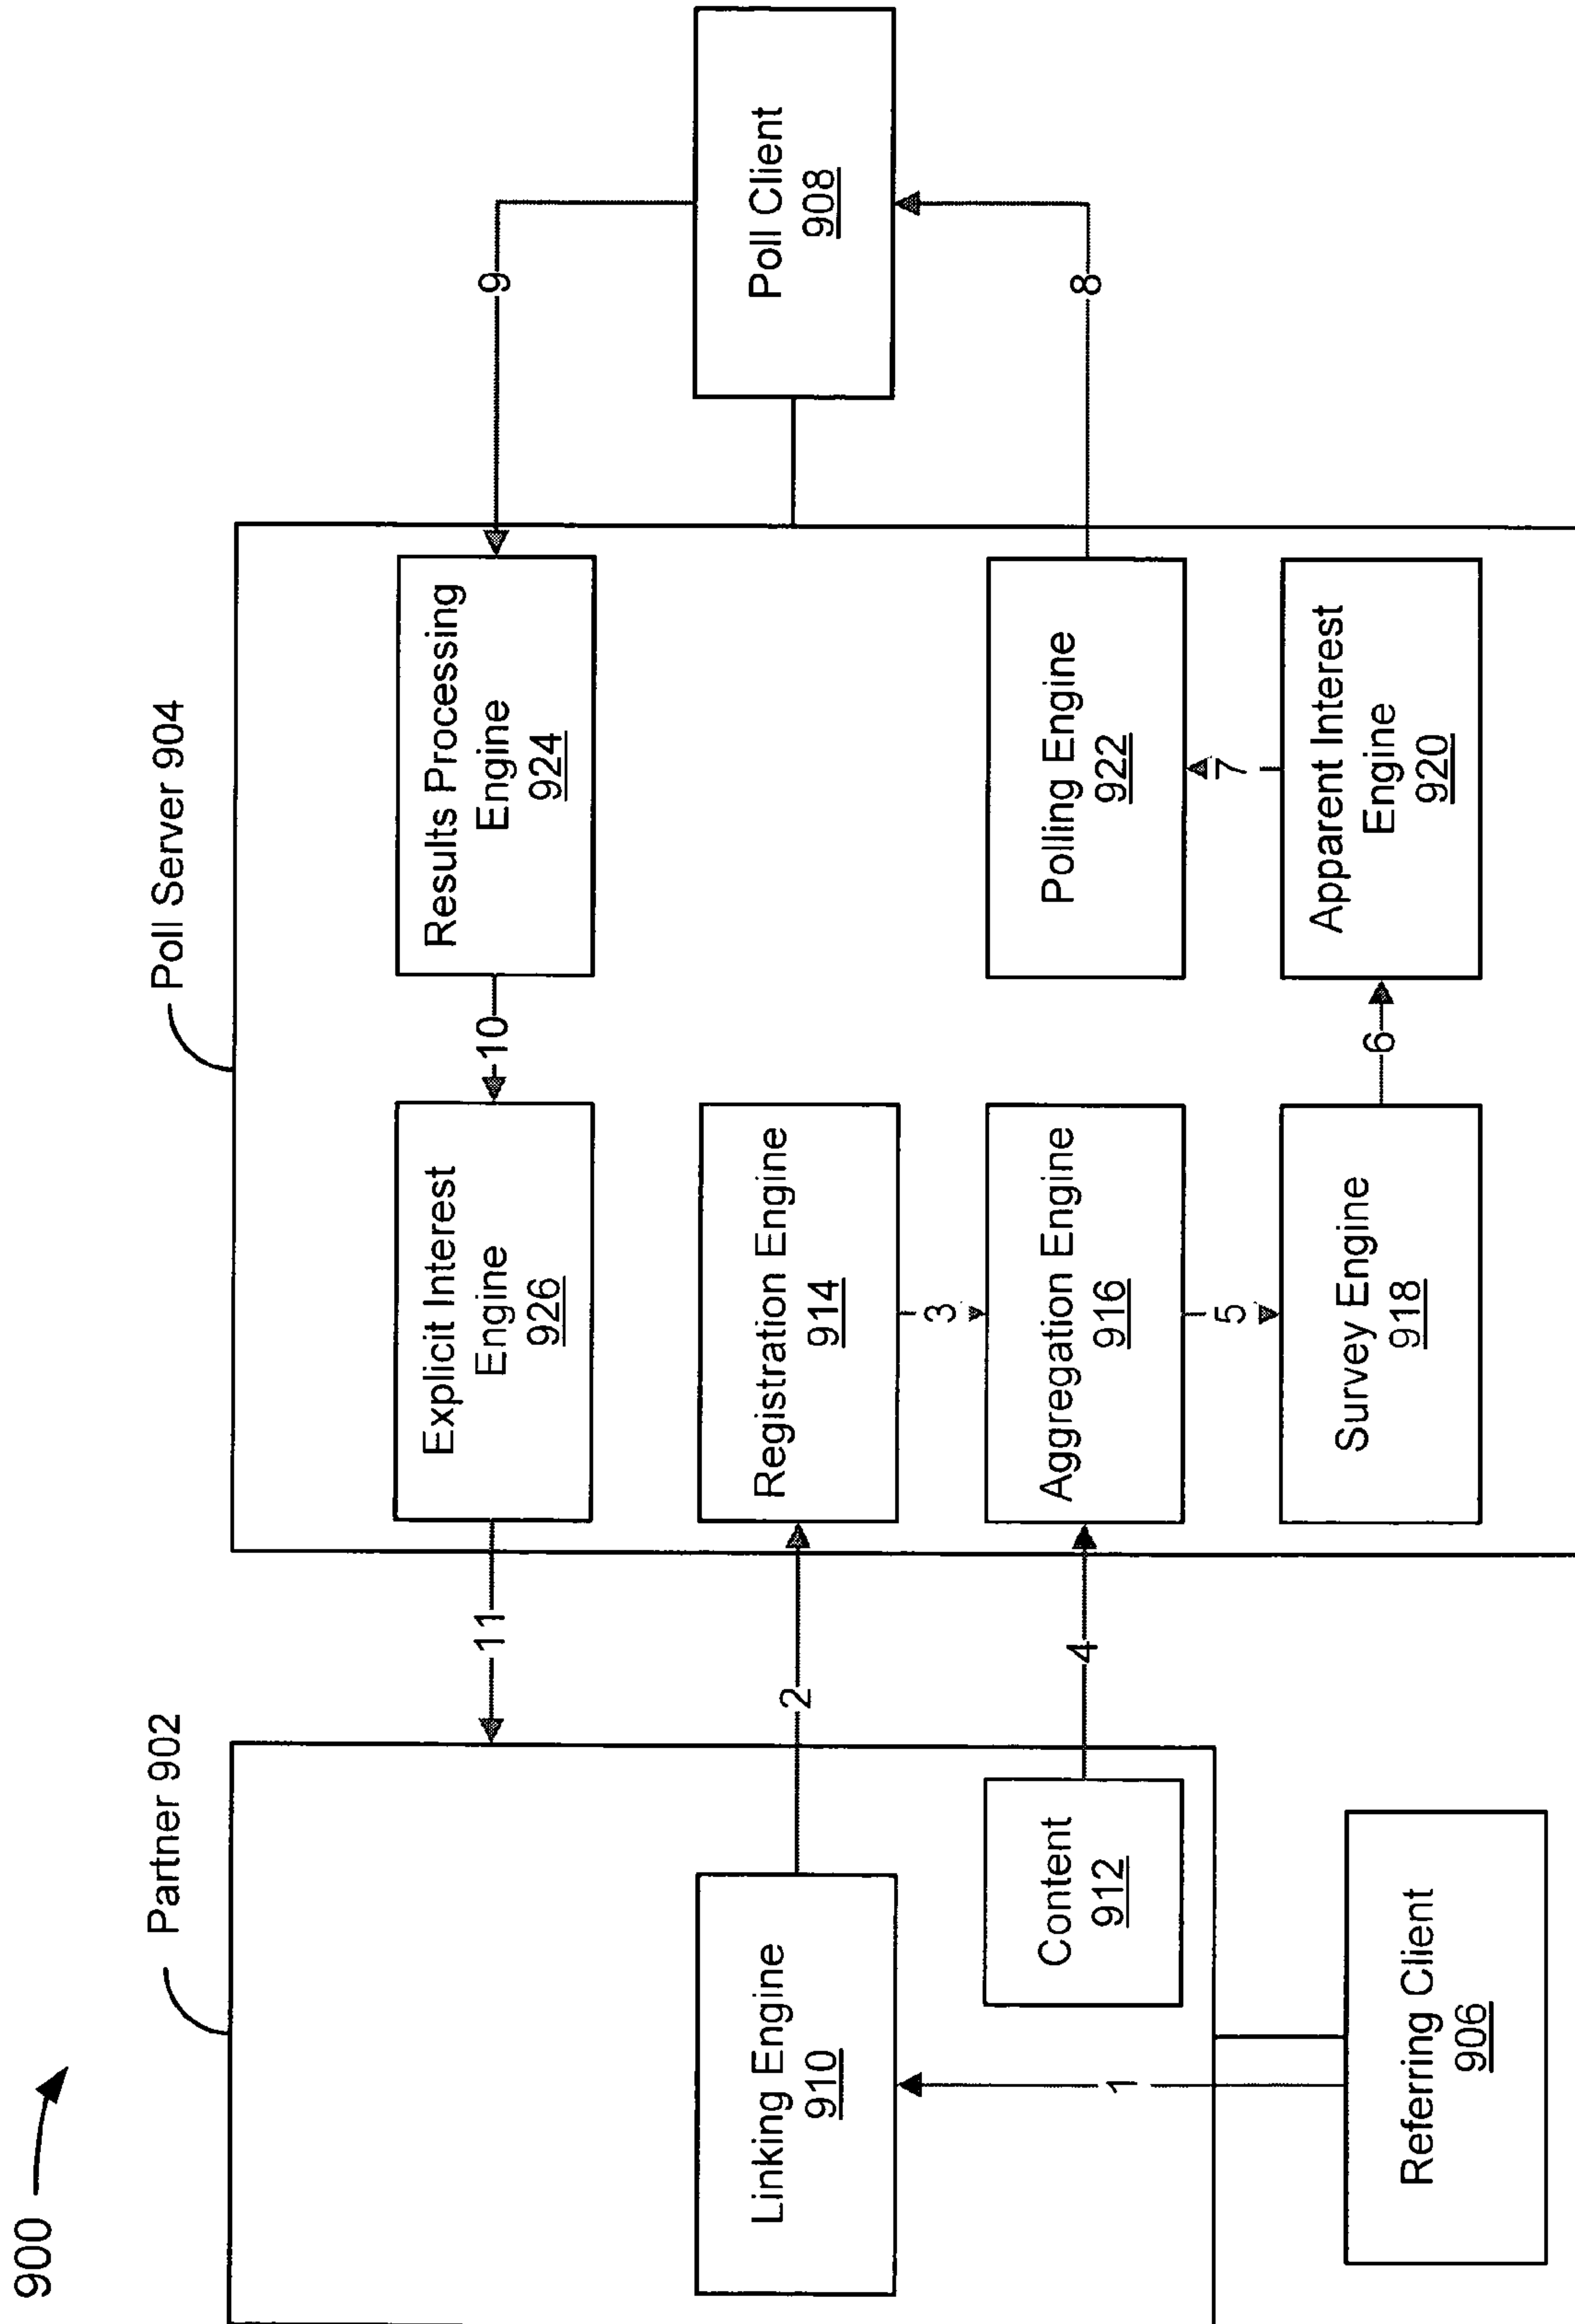 900
Partner 902
Poll Server 904
11
Explicit Interest
Engine
926
10
Results Processing
Engine
924
9
Linking Engine
910
2
Registration Engine
914
3
Poll Client
908
Content
912
4
Aggregation Engine
916
5
Polling Engine
922
8
7
1
Referring Client
906
Survey Engine
918
6
Apparent Interest
Engine
920